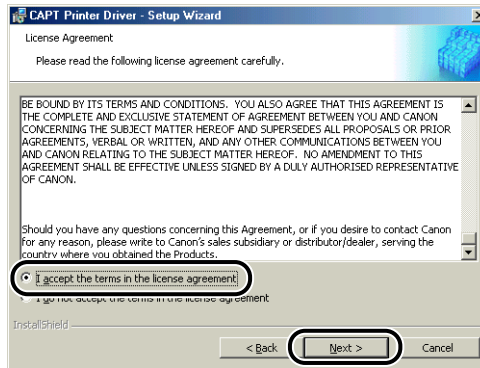 CAPT Printer Driver - Setup Wizard
License Agreement
Please read the following license agreement carefully.
BE BOUND BY ITS TERMS AND CONDITIONS. YOU ALSO AGREE THAT THIS AGREEMENT IS
THE COMPLETE AND EXCLUSIVE STATEMENT OF AGREEMENT BETWEEN YOU AND CANON
CONCERNING THE SUBJECT MATTER HEREOF AND SUPERSEDES ALL PROPOSALS OR PRIOR
AGREEMENTS, VERBAL OR WRITTEN, AND ANY OTHER COMMUNICATIONS BETWEEN YOU
AND CANON RELATING TO THE SUBJECT MATTER HEREOF. NO AMENDMENT TO THIS
AGREEMENT SHALL BE EFFECTIVE UNLESS SIGNED BY A DULY AUTHORISED REPRESENTATIVE
OF CANON.
Should you have any questions concerning this Agreement, or if you desire to contact Canon
for any reason, please write to Canon's sales subsidiary or distributor/dealer, serving the
country where you obtained the Products.
I accept the terms in the license agreement
I do not accept the terms in the license agreement
InstallShield
< Back
Next >
Cancel